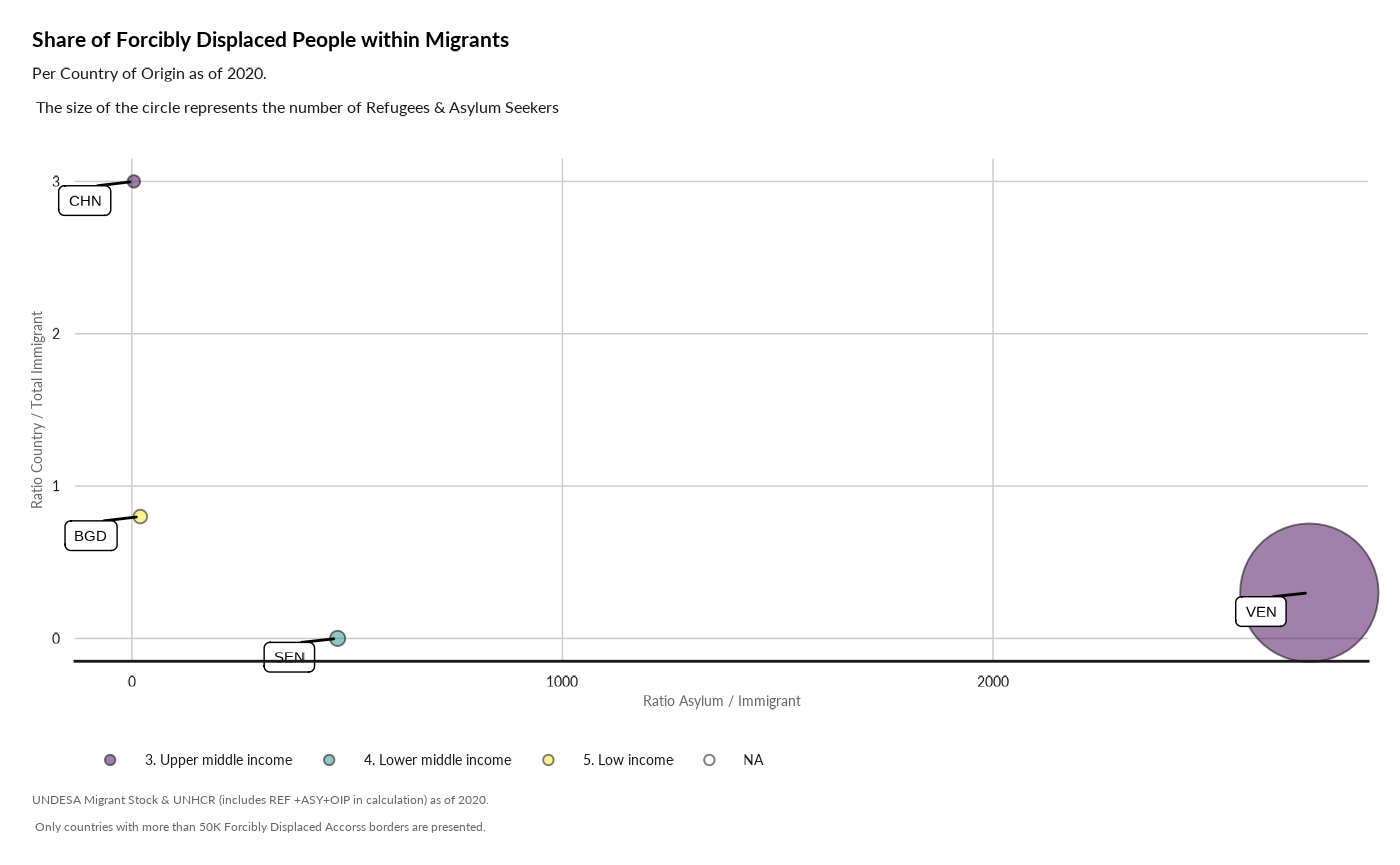 Share of Forcibly Displaced People within Migrants
Per Country of Origin as of 2020.
The size of the circle represents the number of Refugees & Asylum Seekers
3
CHN
2
Ratio Country / Total Immigrant
1
BGD
VEN
0
SEN
0 1000 2000
Ratio Asylum / Immigrant
3. Upper middle income 4. Lower middle income 5. Low income NA
UNDESA Migrant Stock & UNHCR (includes REF +ASY+OIP in calculation) as of 2020.
Only countries with more than 50K Forcibly Displaced Accorss borders are presented.